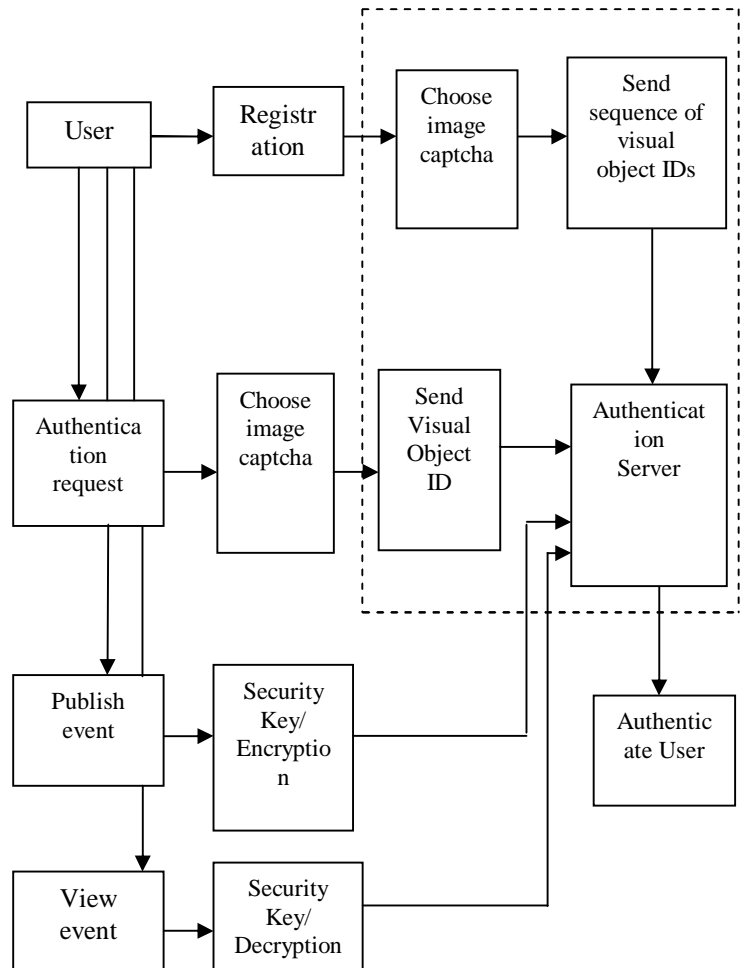 User
Registr
ation
Choose
image
captcha
Send
sequence of
visual
object IDs
Authentica
tion
request
Choose
image
captcha
Send
Visual
Object
ID
Authenticat
ion
Server
Publish
event
Security
Key/
Encryptio
n
Authentic
ate User
View
event
Security
Key/
Decryption